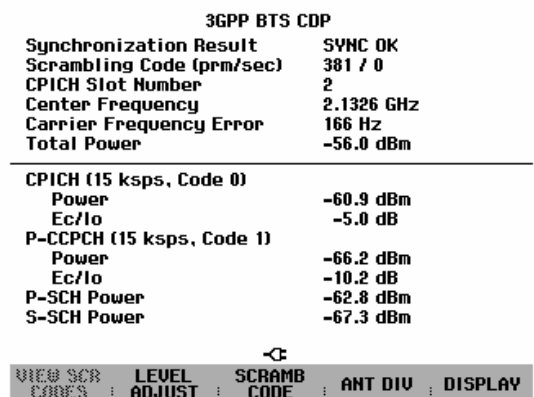 3GPP BTS CDP
Synchronization Result SYNC OK
Scrambling Code (prm/sec) 381 / 0
CPICH Slot Number 2
Center Frequency 2.1326 GHz
Carrier Frequency Error 166 Hz
Total Power -56.0 dBm
CPICH (15 ksps, Code 0)
Power -60.9 dBm
Ec/Io -5.0 dB
P-CCPCH (15 ksps, Code 1)
Power -66.2 dBm
Ec/Io -10.2 dB
P-SCH Power -62.8 dBm
S-SCH Power -67.3 dBm
VIEW SCR CODES LEVEL ADJUST SCRAMB CODE ANT DIV DISPLAY